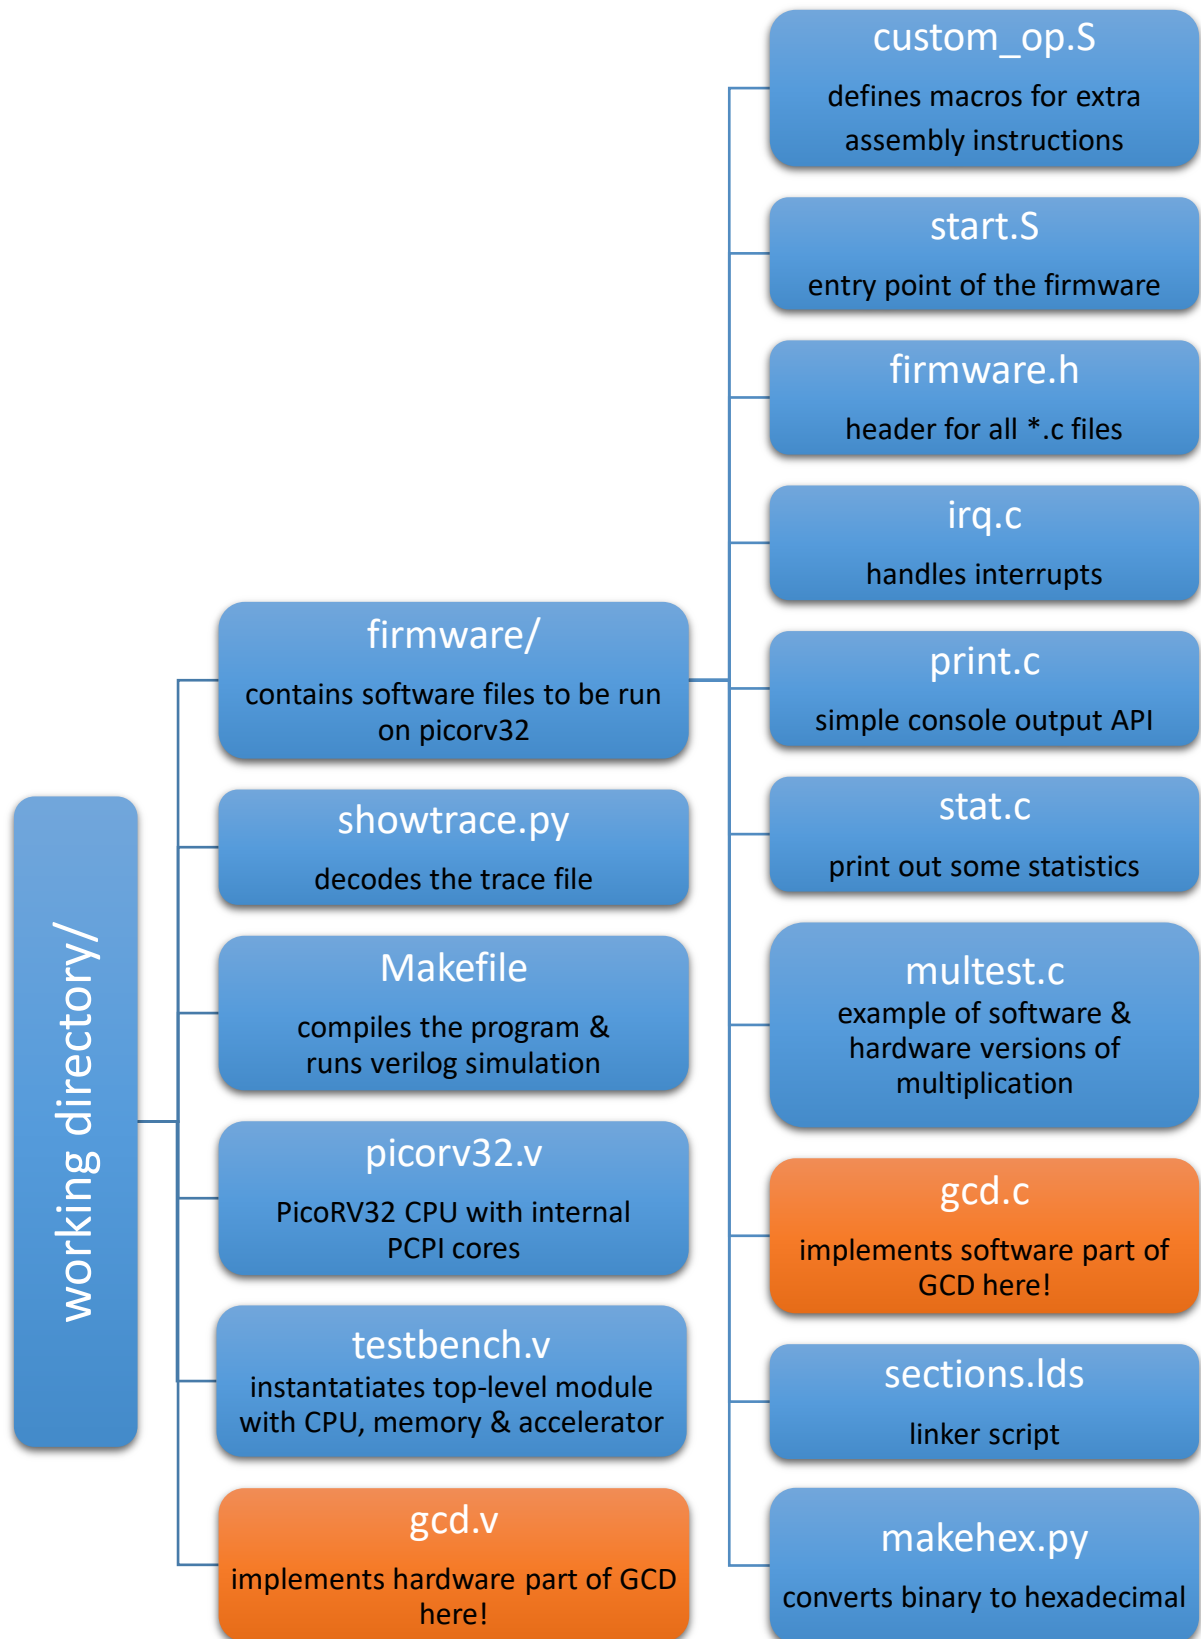 working directory/
firmware/
contains software files to be run
on picorv32
showtrace.py
decodes the trace file
Makefile
compiles the program &
runs verilog simulation
picorv32.v
PicoRV32 CPU with internal
PCPI cores
testbench.v
instantatiates top-level module
with CPU, memory & accelerator
gcd.v
implements hardware part of GCD
here!
custom_op.S
defines macros for extra
assembly instructions
start.S
entry point of the firmware
firmware.h
header for all *.c files
irq.c
handles interrupts
print.c
simple console output API
stat.c
print out some statistics
multest.c
example of software &
hardware versions of
multiplication
gcd.c
implements software part of
GCD here!
sections.lds
linker script
makehex.py
converts binary to hexadecimal